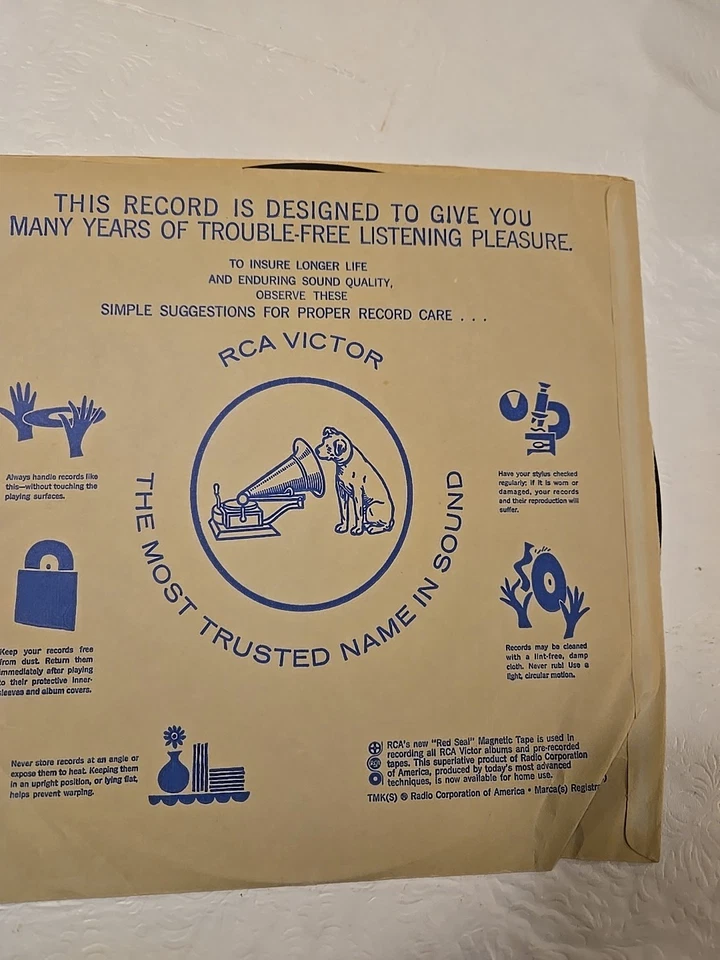 THIS RECORD IS DESIGNED TO GIVE YOU
MANY YEARS OF TROUBLE-FREE LISTENING PLEASURE.
TO INSURE LONGER LIFE
AND ENDURING SOUND QUALITY,
OBSERVE THESE
SIMPLE SUGGESTIONS FOR PROPER RECORD CARE . . .
RCA VICTOR
THE MOST TRUSTED NAME IN SOUND
Always handle records like
this—without touching the
playing surfaces.
Have your stylus checked
regularly; if it is worn or
damaged, your records
and their reproduction will
suffer.
Keep your records free
from dust. Return them
immediately after playing
to their protective inner-
sleeves and album covers.
Records may be cleaned
with a lint-free, damp
cloth. Never rub! Use a
light, circular motion.
Never store records at an angle or
expose them to heat. Keeping them
in an upright position, or lying flat,
helps prevent warping.
RCA's new "Red Seal" Magnetic Tape is used in
recording all RCA Victor albums and pre-recorded
tapes. This superlative product of Radio Corporation
of America, produced by today's most advanced
techniques, is now available for home use.
TMK(S) ® Radio Corporation of America • Marca(s) Registr